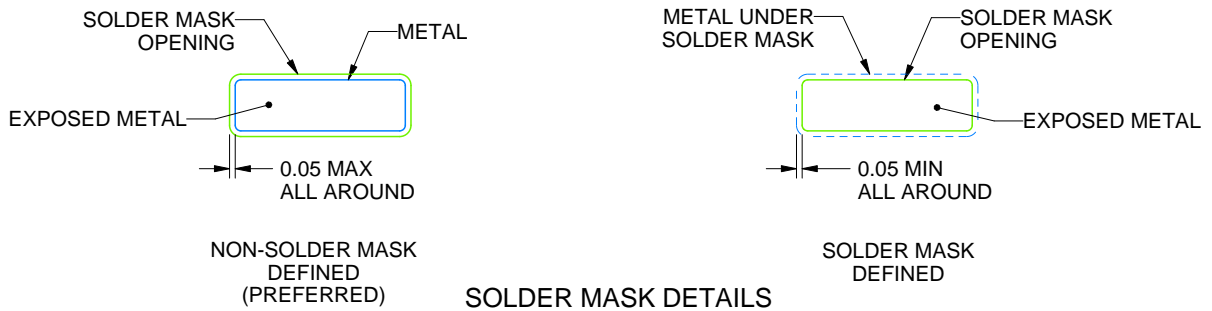 SOLDER MASK
OPENING
METAL
EXPOSED METAL
0.05 MAX
ALL AROUND
NON-SOLDER MASK
DEFINED
(PREFERRED)
METAL UNDER
SOLDER MASK
SOLDER MASK
OPENING
EXPOSED METAL
0.05 MIN
ALL AROUND
SOLDER MASK
DEFINED
SOLDER MASK DETAILS